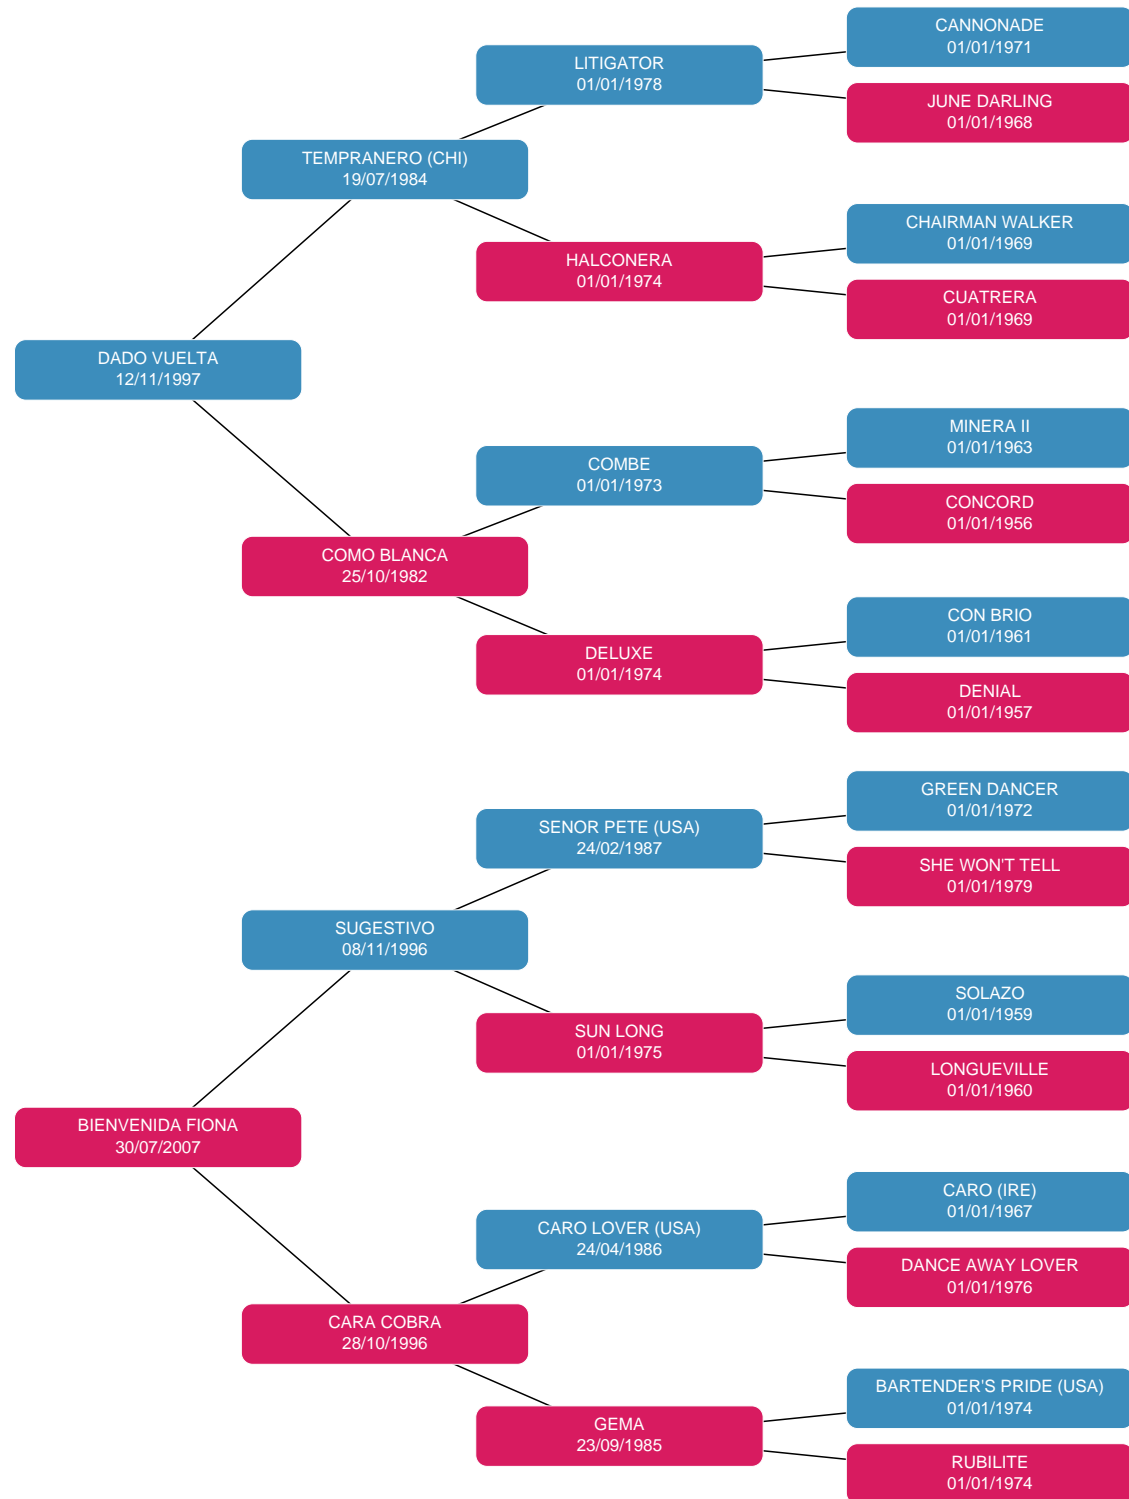 CANNONADE
01/01/1971
LITIGATOR
01/01/1978
JUNE DARLING
01/01/1968
TEMPRANERO (CHI)
19/07/1984
CHAIRMAN WALKER
01/01/1969
HALCONERA
01/01/1974
CUATRERA
01/01/1969
DADO VUELTA
12/11/1997
MINERA II
01/01/1963
COMBE
01/01/1973
CONCORD
01/01/1956
COMO BLANCA
25/10/1982
CON BRIO
01/01/1961
DELUXE
01/01/1974
DENIAL
01/01/1957
GREEN DANCER
01/01/1972
SENOR PETE (USA)
24/02/1987
SHE WON'T TELL
01/01/1979
SUGESTIVO
08/11/1996
SOLAZO
01/01/1959
SUN LONG
01/01/1975
LONGUEVILLE
01/01/1960
BIENVENIDA FIONA
30/07/2007
CARO (IRE)
01/01/1967
CARO LOVER (USA)
24/04/1986
DANCE AWAY LOVER
01/01/1976
CARA COBRA
28/10/1996
BARTENDER'S PRIDE (USA)
01/01/1974
GEMA
23/09/1985
RUBILITE
01/01/1974